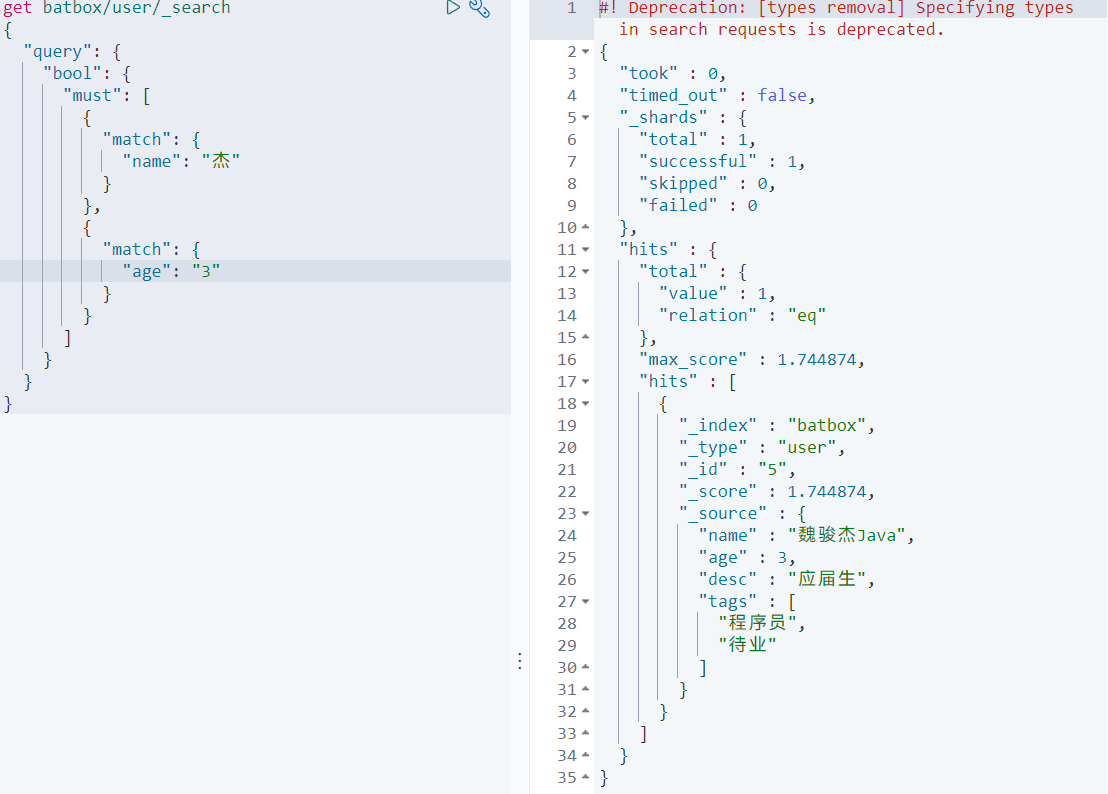 get batbox/user/_search
{
  "query": {
    "bool": {
      "must": [
        {
          "match": {
            "name": "杰"
          }
        },
        {
          "match": {
            "age": "3"
          }
        }
      ]
    }
  }
}
1 #! Deprecation: [types removal] Specifying types
in search requests is deprecated.
2 {
3   "took" : 0,
4   "timed_out" : false,
5   "_shards" : {
6     "total" : 1,
7     "successful" : 1,
8     "skipped" : 0,
9     "failed" : 0
10   },
11   "hits" : {
12     "total" : {
13       "value" : 1,
14       "relation" : "eq"
15     },
16     "max_score" : 1.744874,
17     "hits" : [
18       {
19         "_index" : "batbox",
20         "_type" : "user",
21         "_id" : "5",
22         "_score" : 1.744874,
23         "_source" : {
24           "name" : "魏骏杰Java",
25           "age" : 3,
26           "desc" : "应届生",
27           "tags" : [
28             "程序员",
29             "待业"
30           ]
31         }
32       }
33     ]
34   }
35 }